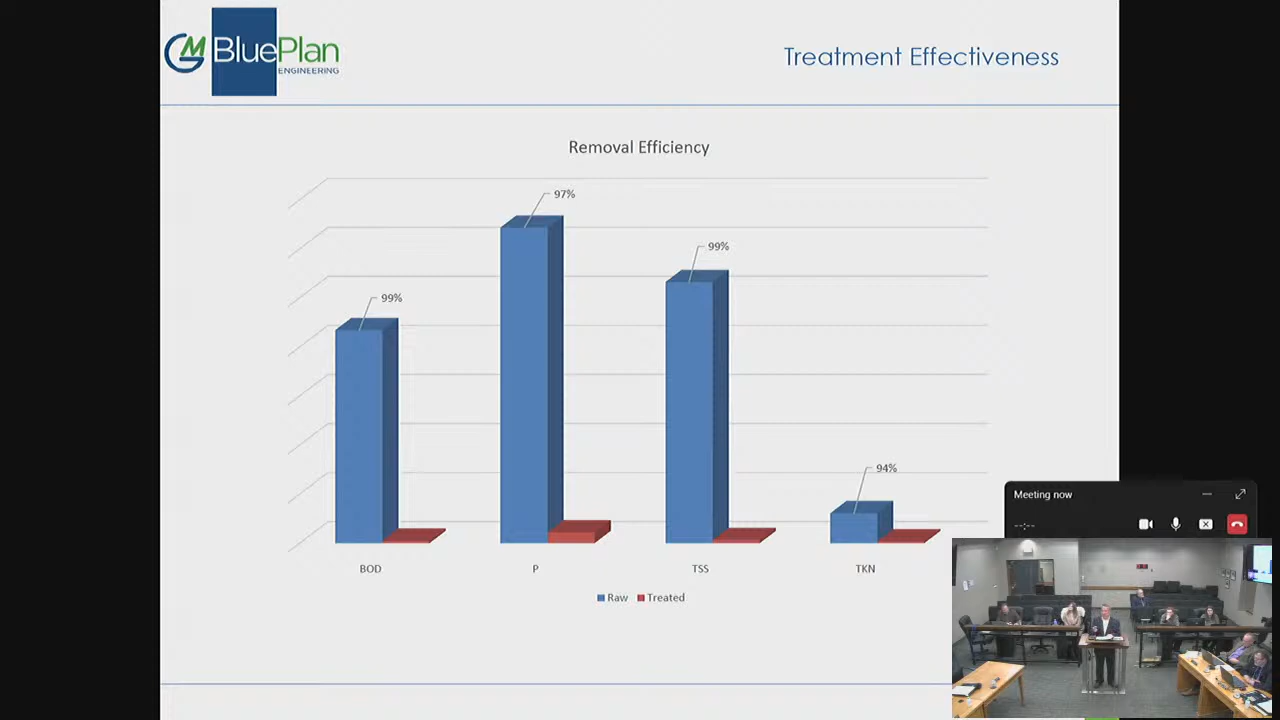 GM BluePlan
ENGINEERING
Treatment Effectiveness
Removal Efficiency
97%
99%
99%
94%
Meeting now
--:--
BOD
P
TSS
TKN
Raw
Treated